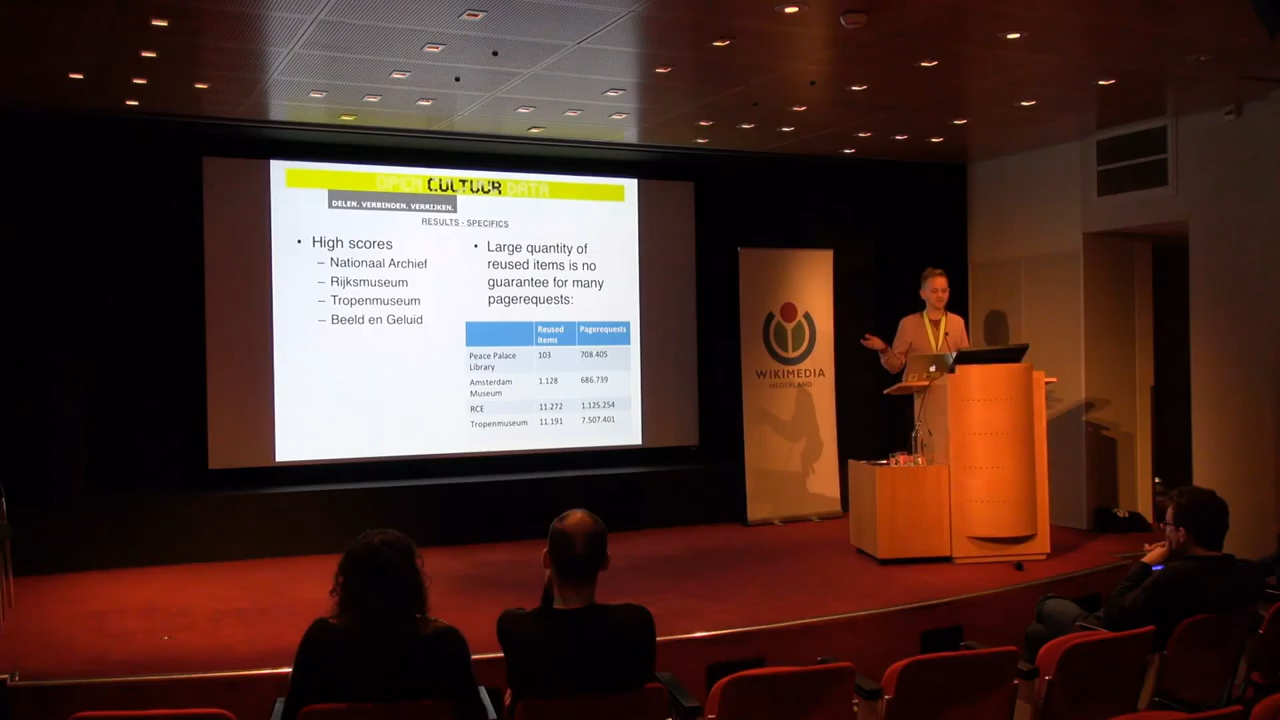 OPEN CULTUUR DATA
DELEN. VERBINDEN. VERRIJKEN.
RESULTS - SPECIFICS
• High scores
– Nationaal Archief
– Rijksmuseum
– Tropenmuseum
– Beeld en Geluid
• Large quantity of
reused items is no
guarantee for many
pagerequests:
Reused Pagerequests
Items
Peace Palace 103 708.405
Library
Amsterdam 1.128 686.739
Museum
RCE 11.272 1.125.254
Tropenmuseum 11.191 7.507.401
WIKIMEDIA
NEDERLAND